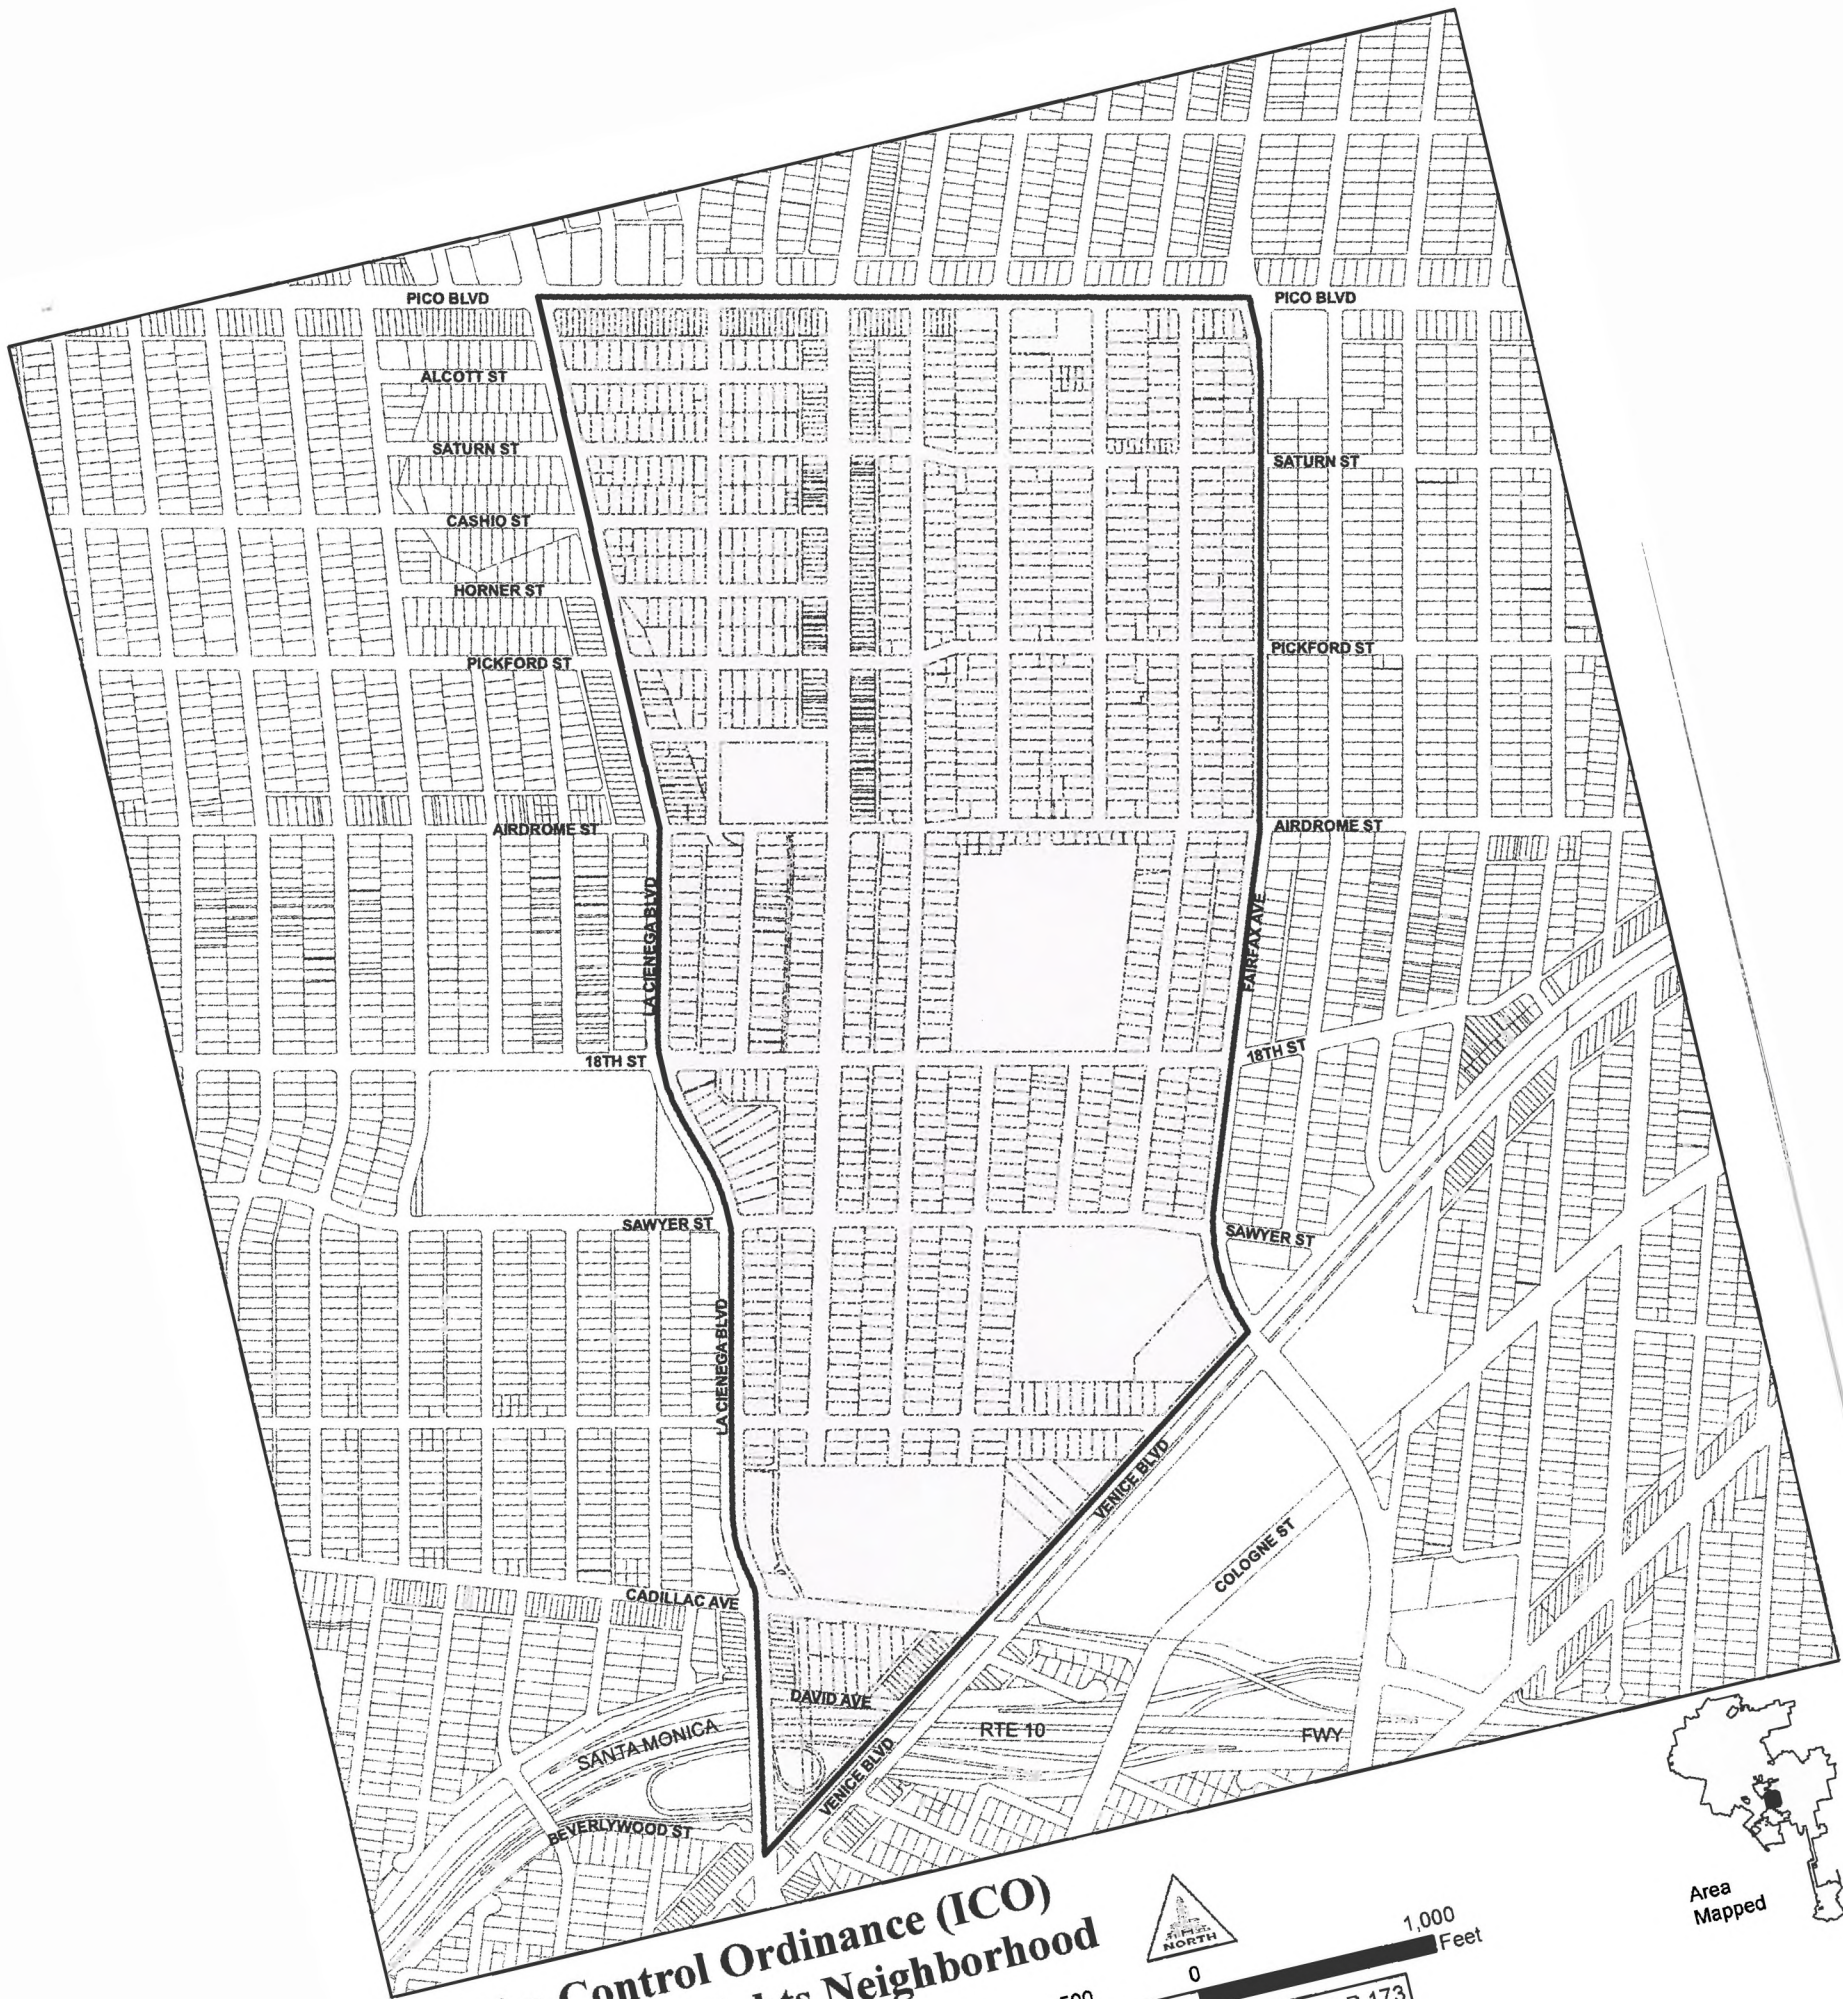 PICO BLVD
PICO BLVD
ALCOTT ST
SATURN ST
SATURN ST
CASHIO ST
HORNER ST
PICKFORD ST
PICKFORD ST
AIRDROME ST
AIRDROME ST
LA CIENEGA BLVD
FAIRFAX AVE
18TH ST
18TH ST
SAWYER ST
SAWYER ST
LA CIENEGA BLVD
VENICE BLVD
COLOGNE ST
CADILLAC AVE
DAVID AVE
SANTA MONICA
RTE 10
FWY
VENICE BLVD
BEVERLYWOOD ST
Area
Mapped
Control Ordinance (ICO)
Neighborhood
NORTH
1,000
Feet
0